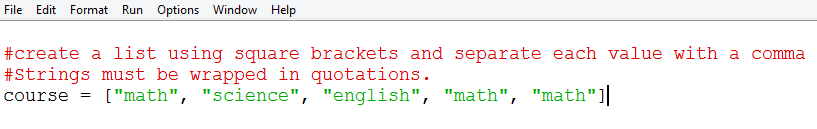 File Edit Format Run Options Window Help
#create a list using square brackets and separate each value with a comma
#Strings must be wrapped in quotations.
course = ["math", "science", "english", "math", "math"]